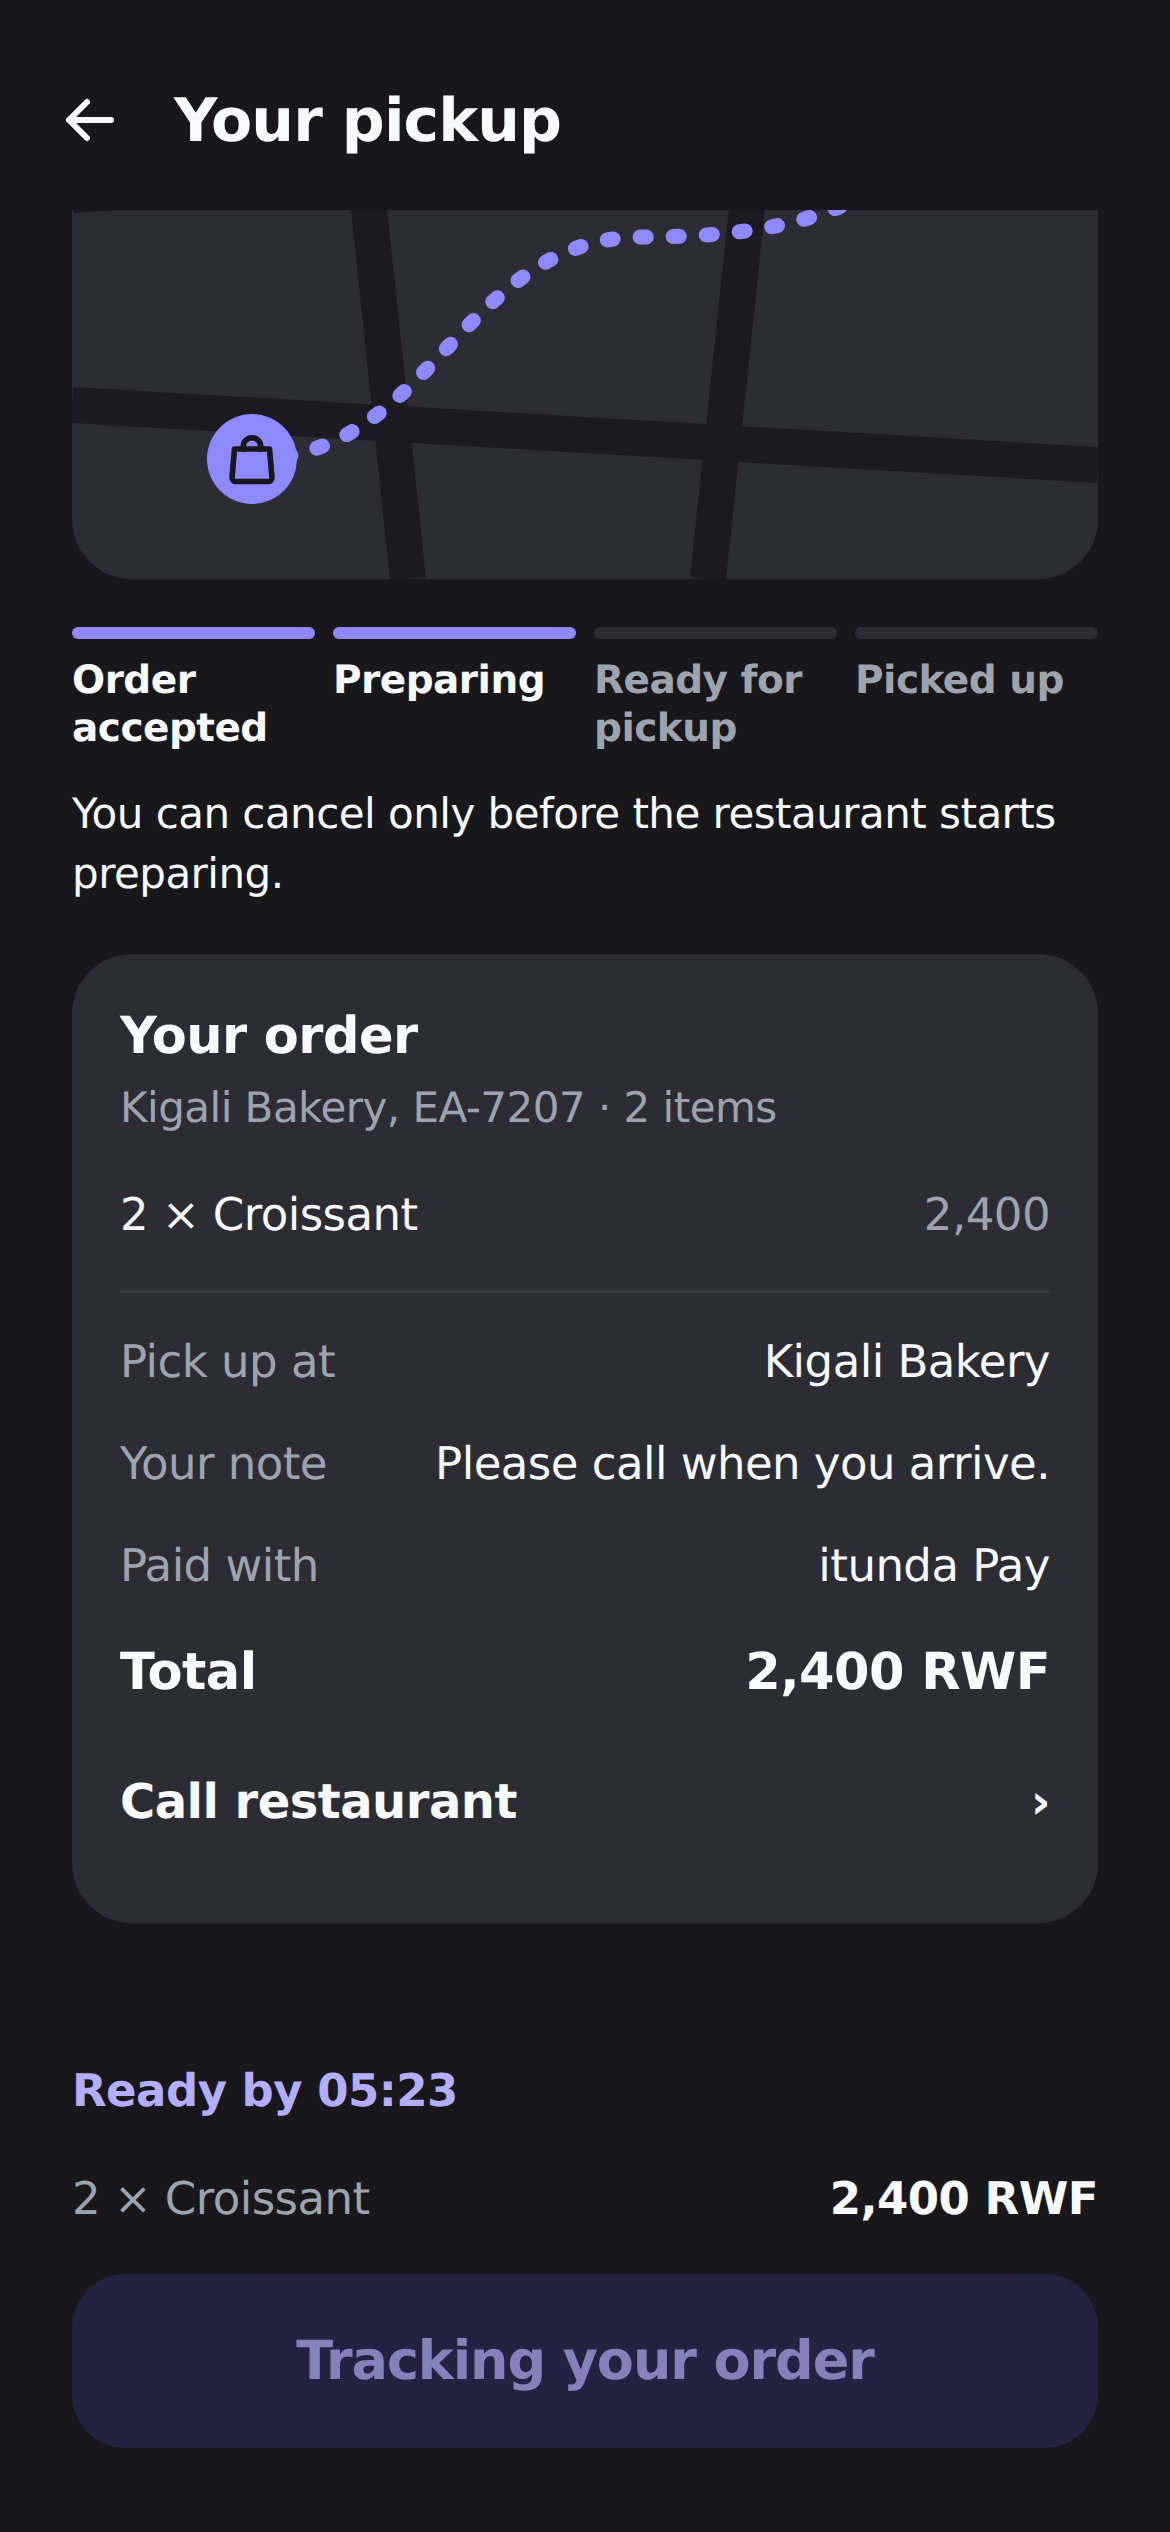 Your pickup
Order accepted
Preparing
Ready for pickup
Picked up
You can cancel only before the restaurant starts
preparing.
Your order
Kigali Bakery, EA-7207 · 2 items
2 × Croissant 2,400
Pick up at Kigali Bakery
Your note Please call when you arrive.
Paid with itunda Pay
Total 2,400 RWF
Call restaurant ›
Ready by 05:23
2 × Croissant 2,400 RWF
Tracking your order